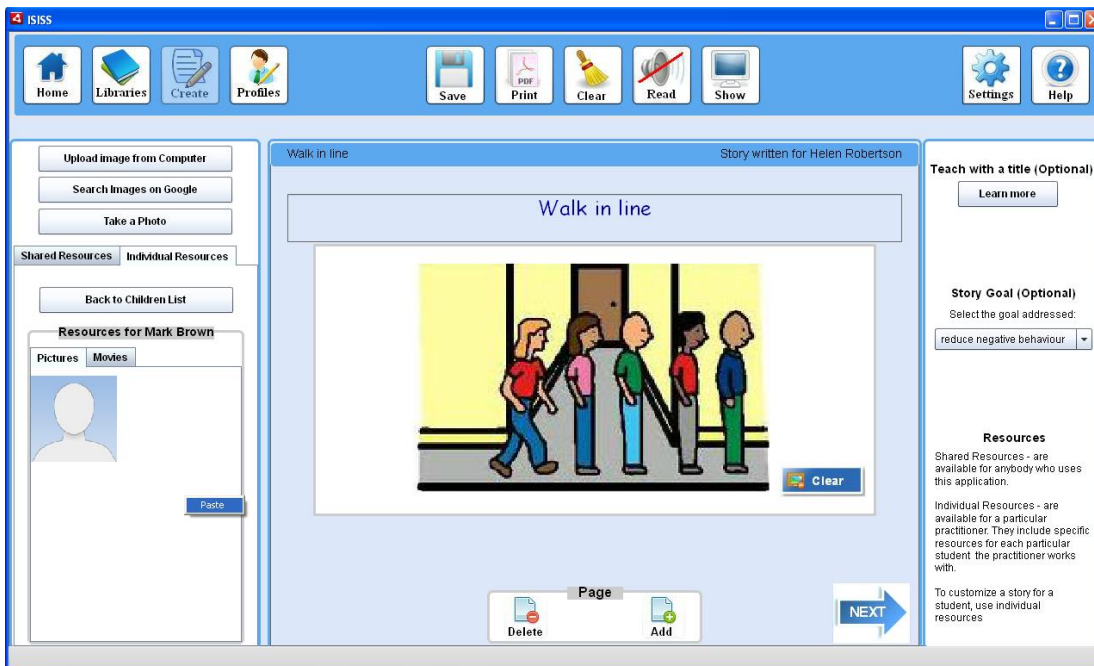 ISISS
Home
Libraries
Create
Profiles
Save
PDF
Print
Clear
Read
Show
Settings
Help
Upload image from Computer
Search Images on Google
Take a Photo
Shared Resources
Individual Resources
Back to Children List
Resources for Mark Brown
Pictures
Movies
Paste
Walk in line
Story written for Helen Robertson
Walk in line
Clear
Page
Delete
Add
NEXT
Teach with a title (Optional)
Learn more
Story Goal (Optional)
Select the goal addressed:
reduce negative behaviour
Resources
Shared Resources - are
available for anybody who uses
this application.
Individual Resources - are
available for a particular
practitioner. They include specific
resources for each particular
student the practitioner works
with.
To customize a story for a
student, use individual
resources